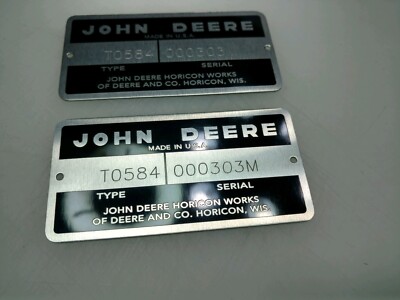 JOHN DEERE
MADE IN U.S.A.
T0584 000303M
TYPE SERIAL
JOHN DEERE HORICON WORKS
OF DEERE AND CO. HORICON, WIS.
JOHN DEERE
MADE IN U.S.A.
T0584 000303M
TYPE SERIAL
JOHN DEERE HORICON WORKS
OF DEERE AND CO. HORICON, WIS.